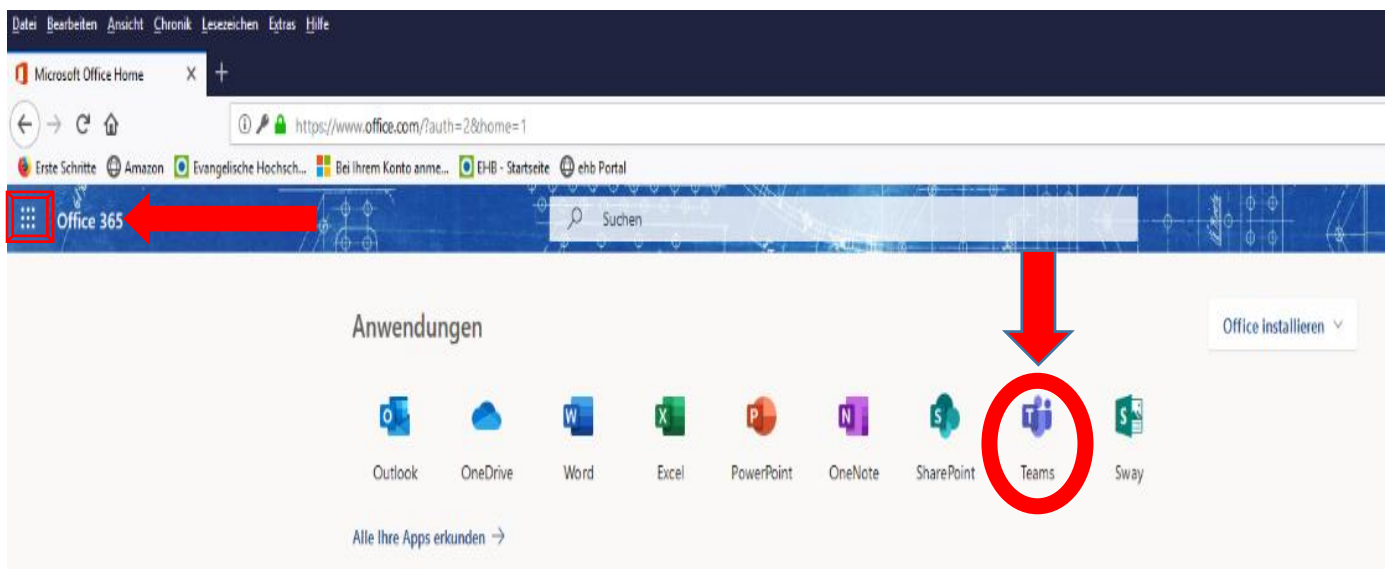 Datei Bearbeiten Ansicht Chronik Lesezeichen Extras Hilfe
Microsoft Office Home
https://www.office.com/?auth=2&home=1
Erste Schritte Amazon Evangelische Hochsch... Bei Ihrem Konto anme... EHB - Startseite ehb Portal
Office 365 Suchen
Anwendungen Office installieren
Outlook OneDrive Word Excel PowerPoint OneNote SharePoint Teams Sway
Alle Ihre Apps erkunden →